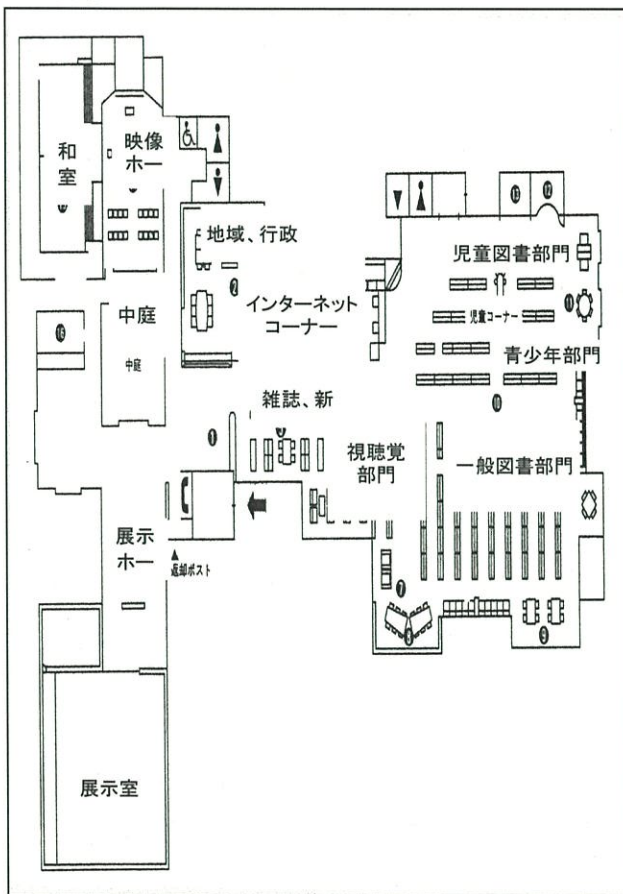 和
室
映像
ホー
地域、行政
インターネット
コーナー
中庭
中庭
児童図書部門
児童コーナー
青少年部門
雑誌、新
視聴覚
部門
一般図書部門
展示
ホー
返却ポスト
展示室